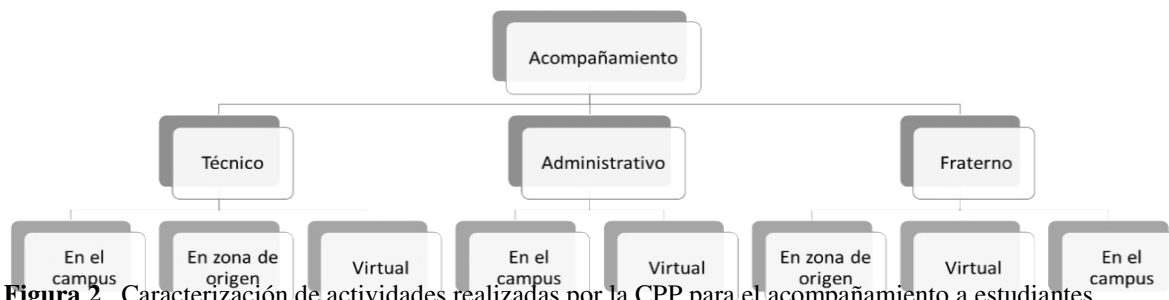 Acompañamiento
Técnico
Administrativo
Fraterno
En el
campus
En zona de
origen
Virtual
En el
campus
Virtual
En zona de
origen
Virtual
En el
campus
Figura 2 Caracterización de actividades realizadas por la CPP para el acompañamiento a estudiantes